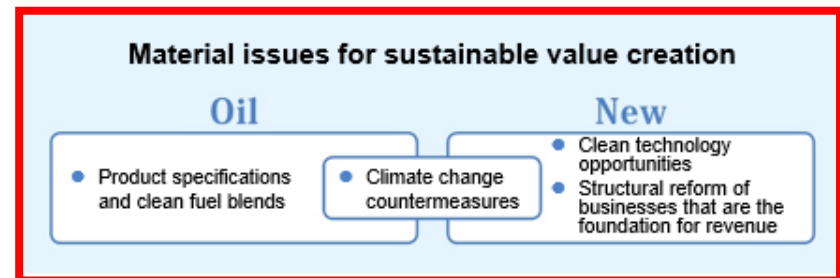 Material issues for sustainable value creation
Oil
New
● Product specifications
and clean fuel blends
● Climate change
countermeasures
● Clean technology
opportunities
● Structural reform of
businesses that are the
foundation for revenue